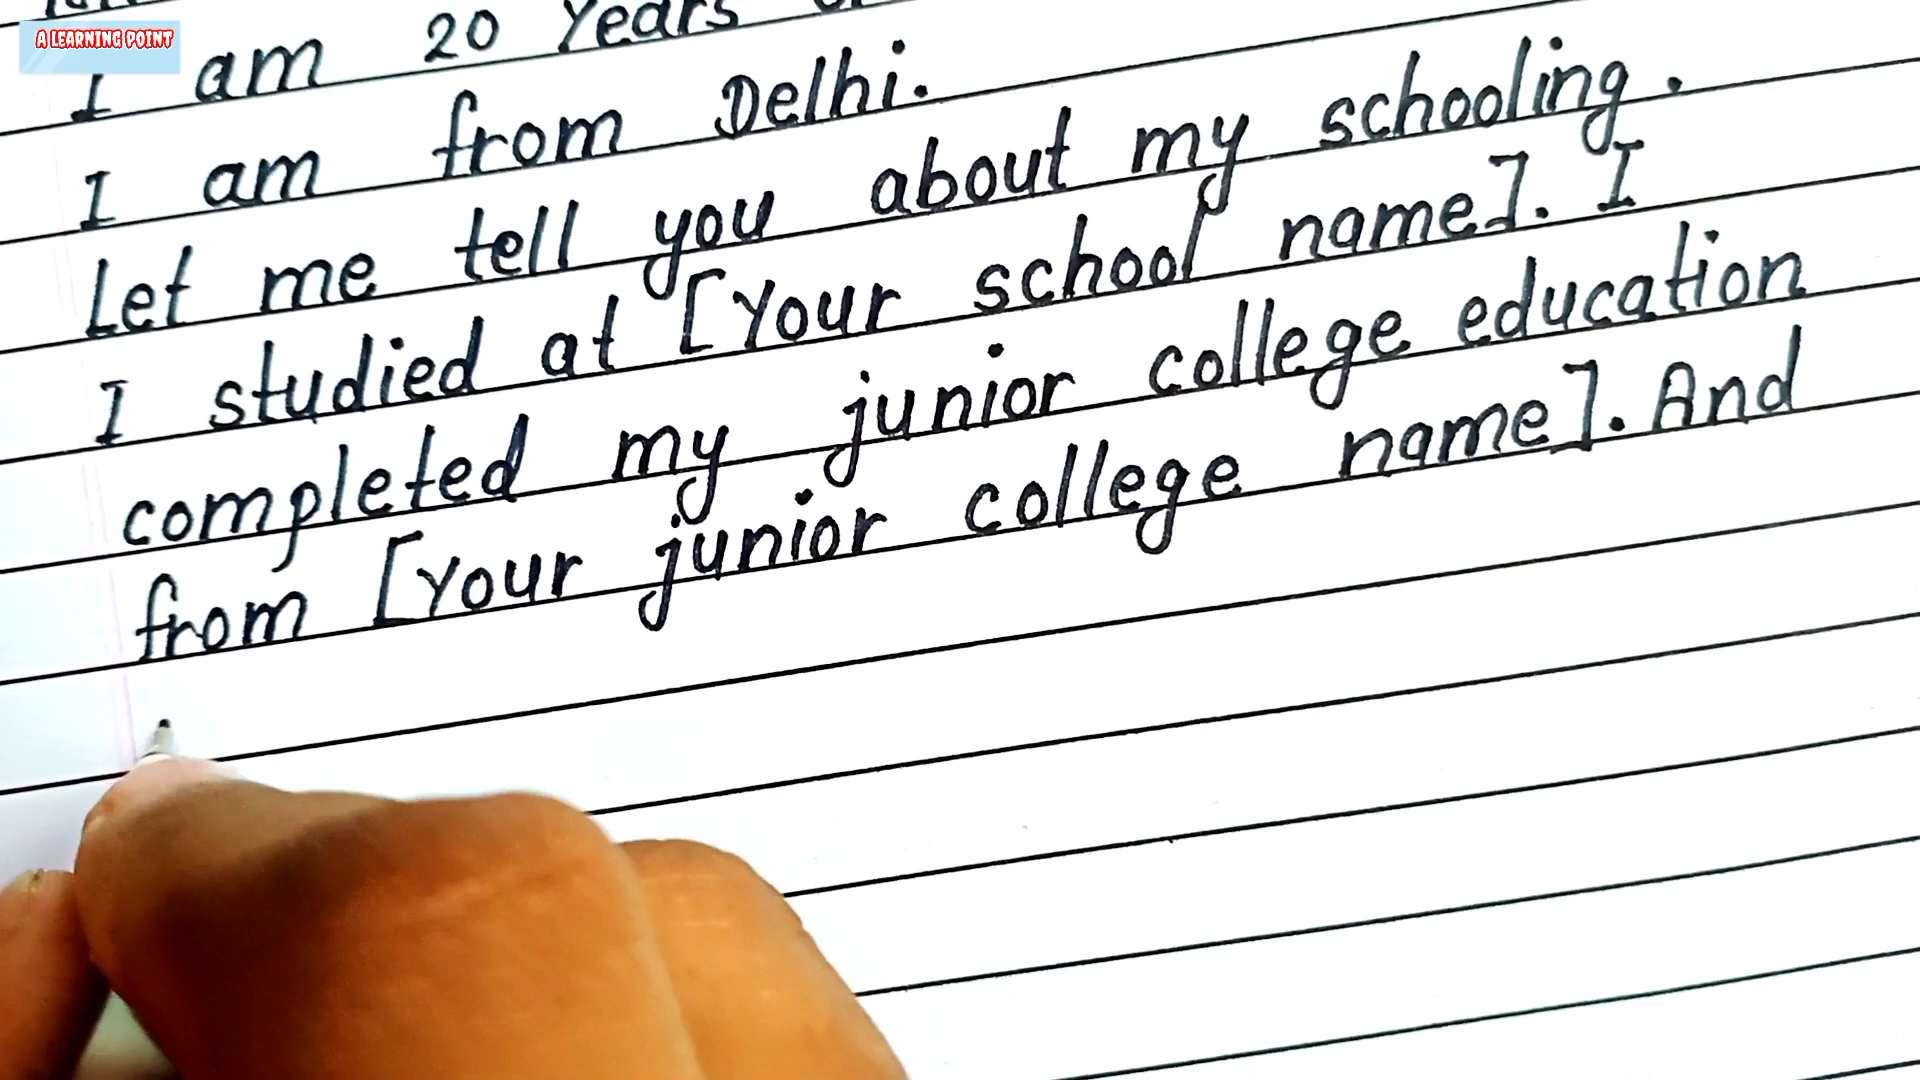 A LEARNING POINT
I am 20 Years
I am from Delhi.
Let me tell you about my schooling.
I studied at [Your school name]. I
completed my junior college education
from [Your junior college name]. And